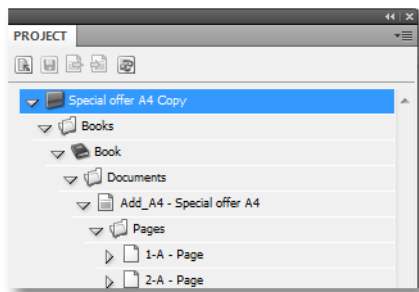 PROJECT
Special offer A4 Copy
Books
Book
Documents
Add_A4 - Special offer A4
Pages
1-A - Page
2-A - Page